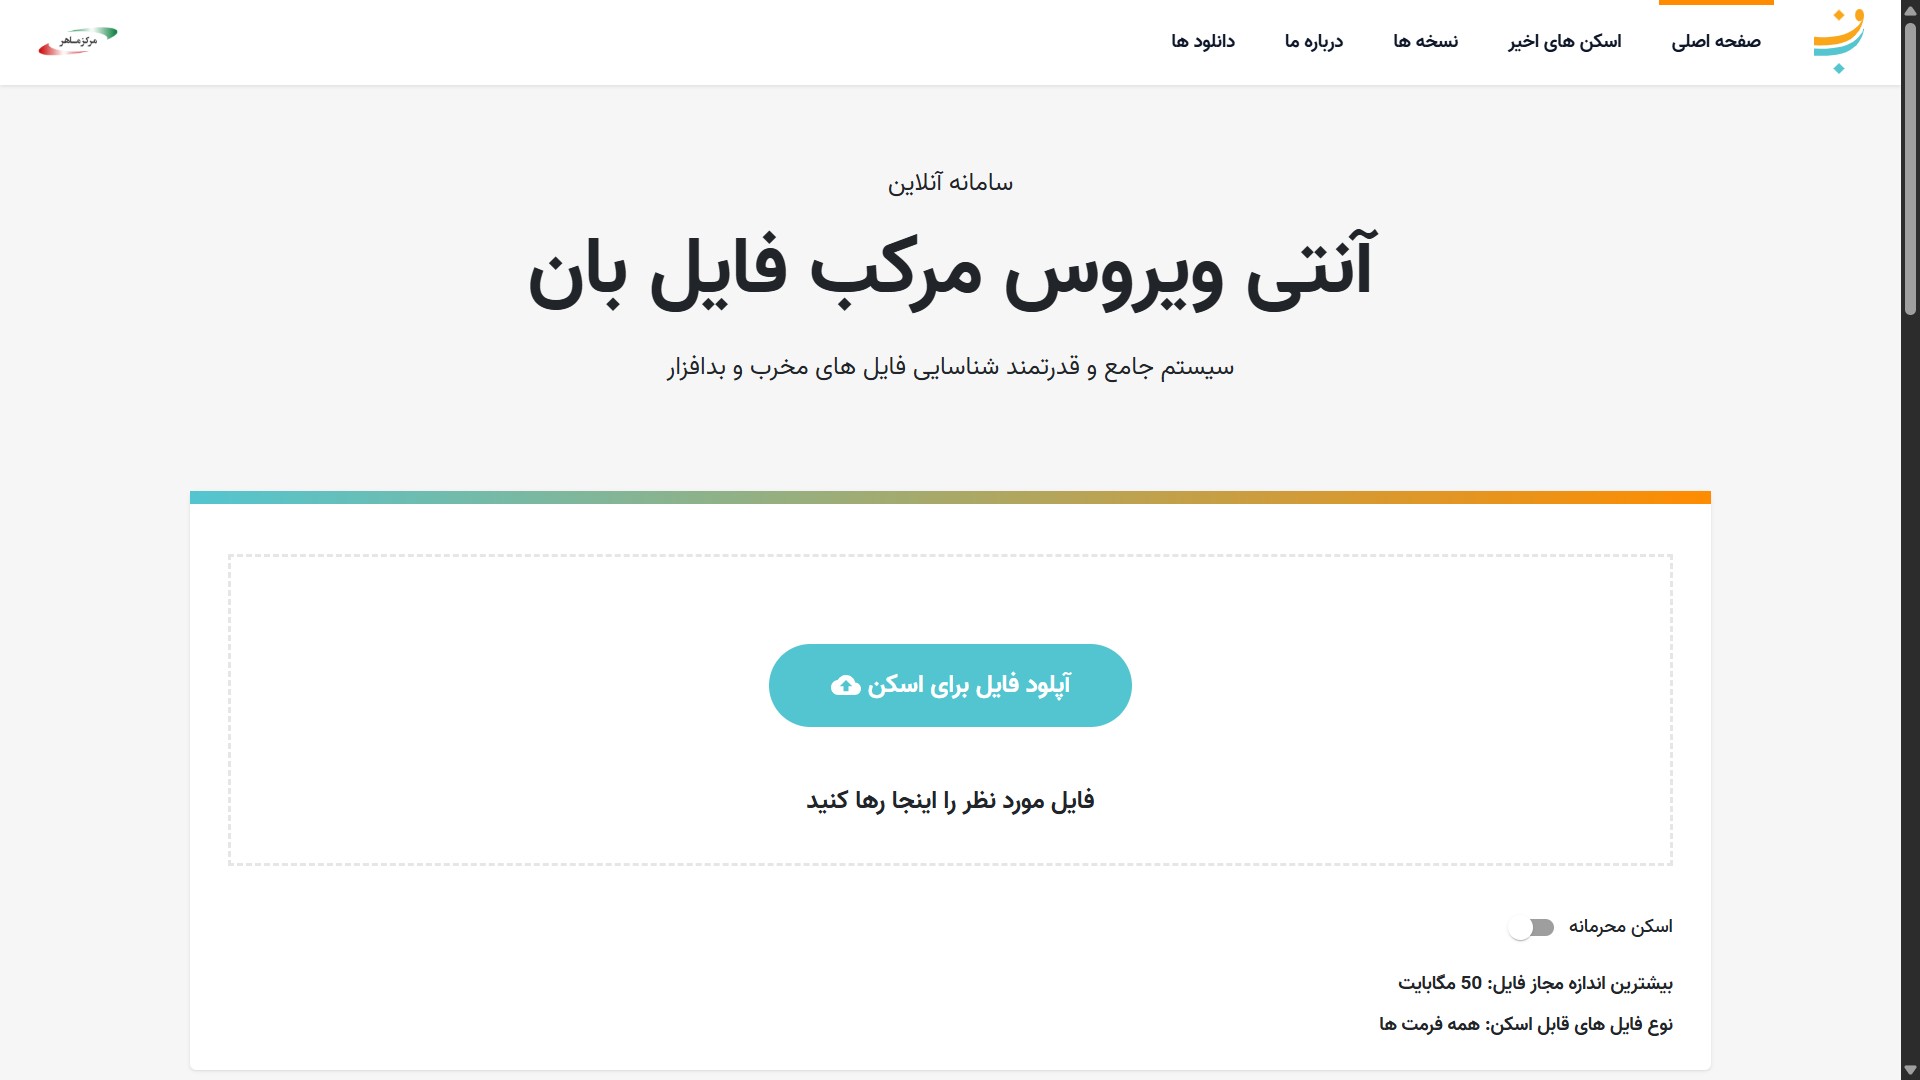 صفحه اصلی
اسکن های اخیر
نسخه ها
درباره ما
دانلود ها
مرکز ماهر
سامانه آنلاین
آنتی ویروس مرکب فایل بان
سیستم جامع و قدرتمند شناسایی فایل های مخرب و بدافزار
آپلود فایل برای اسکن
فایل مورد نظر را اینجا رها کنید
اسکن محرمانه
بیشترین اندازه مجاز فایل: 50 مگابایت
نوع فایل های قابل اسکن: همه فرمت ها